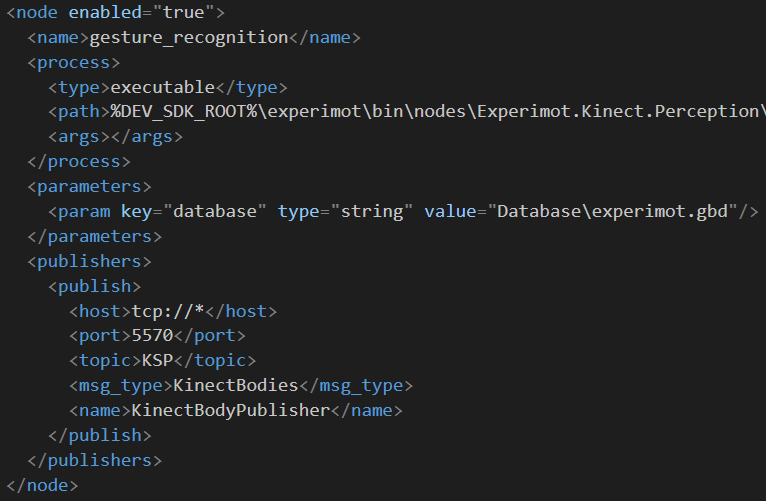 <node enabled="true">
<name>gesture_recognition</name>
<process>
<type>executable</type>
<path>%DEV_SDK_ROOT%\experimot\bin\nodes\Experimot.Kinect.Perception\
<args></args>
</process>
<parameters>
<param key="database" type="string" value="Database\experimot.gbd"/>
</parameters>
<publishers>
<publish>
<host>tcp://*</host>
<port>5570</port>
<topic>KSP</topic>
<msg_type>KinectBodies</msg_type>
<name>KinectBodyPublisher</name>
</publish>
</publishers>
</node>